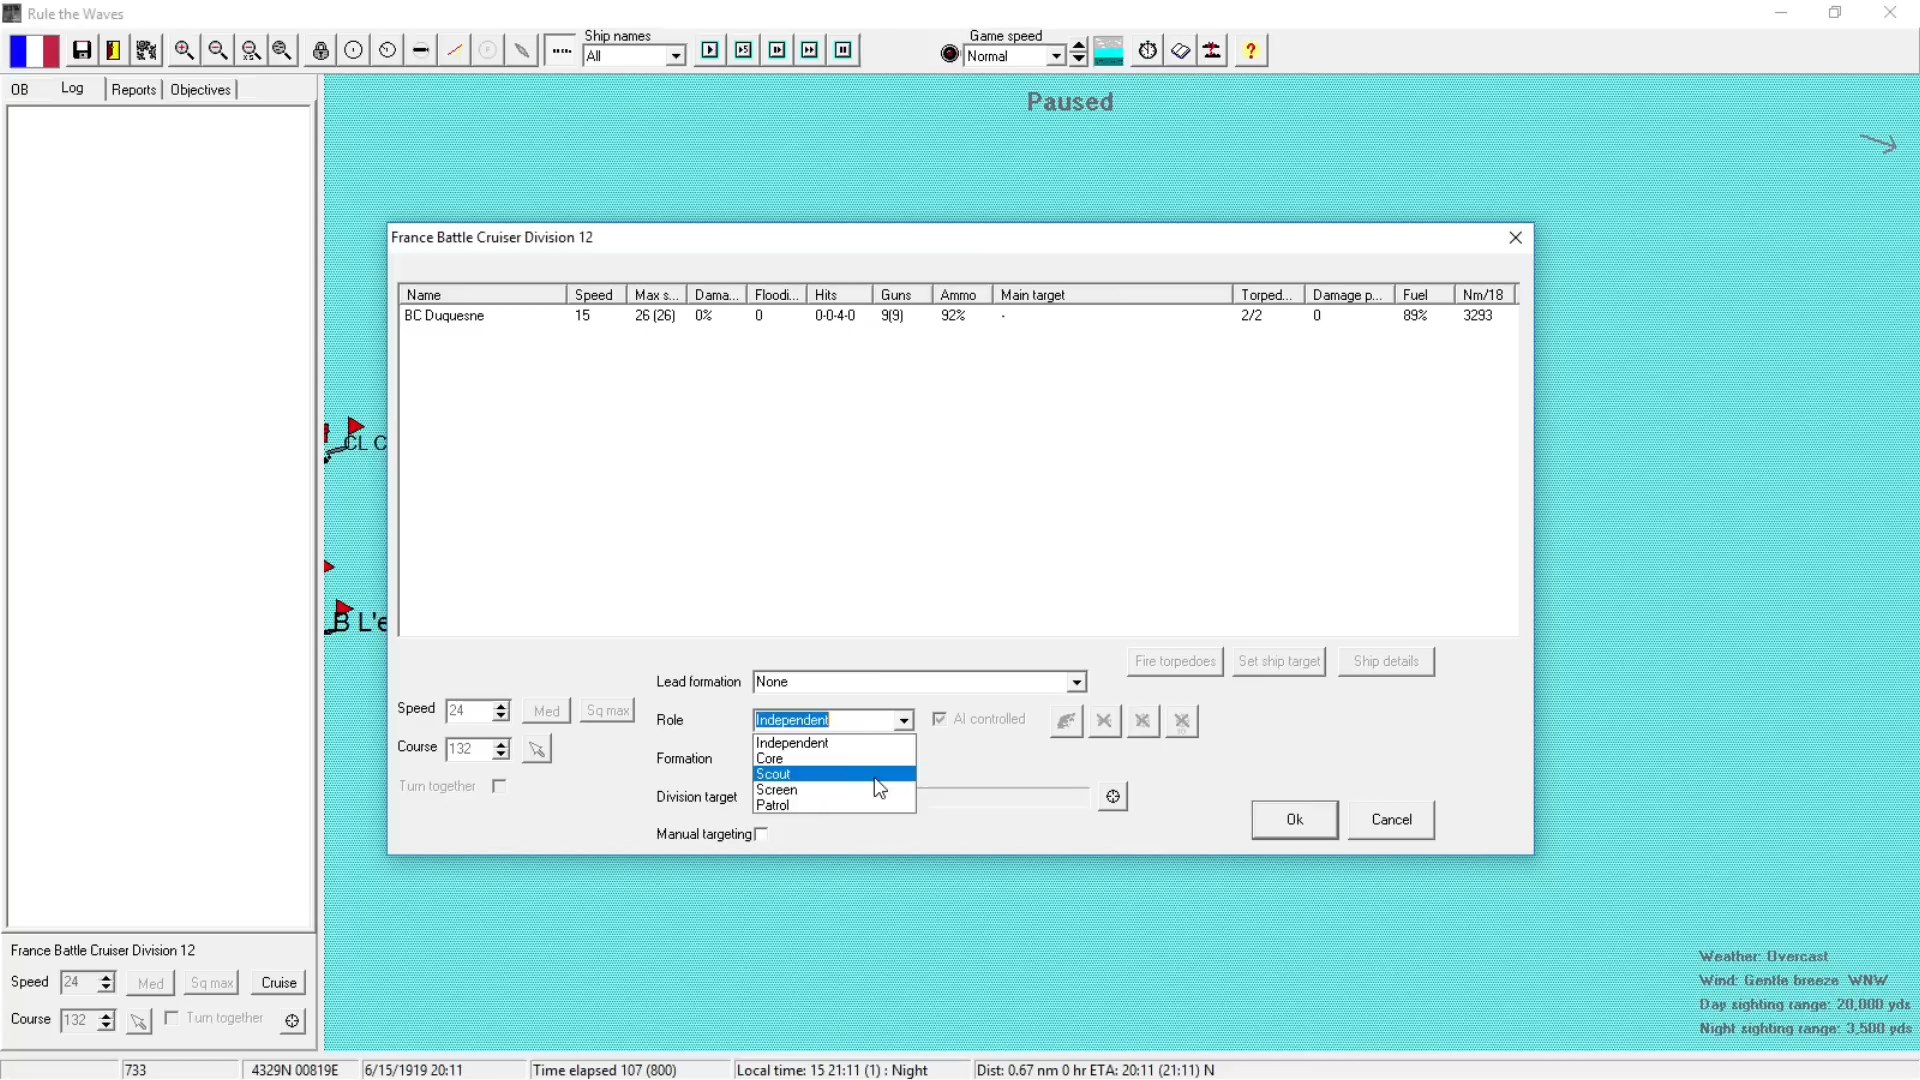 Rule the Waves
Ship names
All
Game speed
Normal
?
OB Log Reports Objectives
Paused
CL C
B L'e
France Battle Cruiser Division 12
Name Speed Max s... Dama... Floodi... Hits Guns Ammo Main target Torped... Damage p... Fuel Nm/18
BC Duquesne 15 26 (26) 0% 0 0-0-4-0 9(9) 92% - 2/2 0 89% 3293
Fire torpedoes Set ship target Ship details
Lead formation None
Speed 24 Med Sq max
Role Independent AI controlled
Course 132
Independent
Core
Scout
Screen
Patrol
Formation
Turn together
Division target
Manual targeting
Ok Cancel
France Battle Cruiser Division 12
Speed 24 Med Sq max Cruise
Course 132 Turn together
Weather: Overcast
Wind: Gentle breeze WNW
Day sighting range: 20,000 yds
Night sighting range: 3,500 yds
733 4329N 00819E 6/15/1919 20:11 Time elapsed 107 (800) Local time: 15 21:11 (1) : Night Dist: 0.67 nm 0 hr ETA: 20:11 (21:11) N